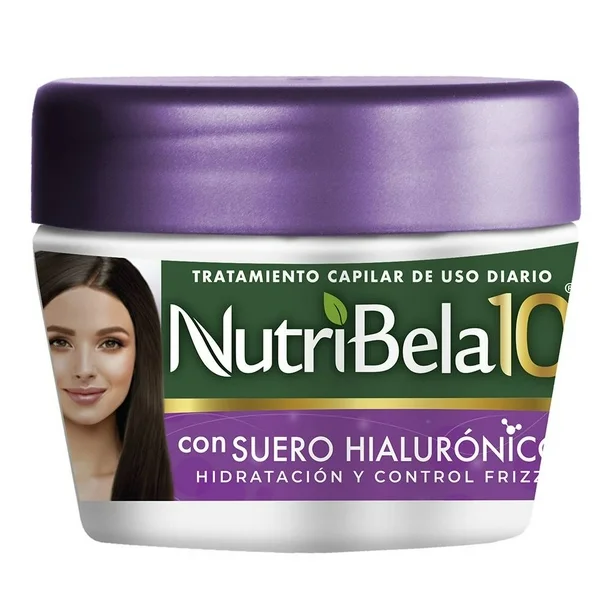 TRATAMIENTO CAPILAR DE USO DIARIO
NutriBela10
®
con SUERO HIALURÓNICO
HIDRATACIÓN Y CONTROL FRIZZ